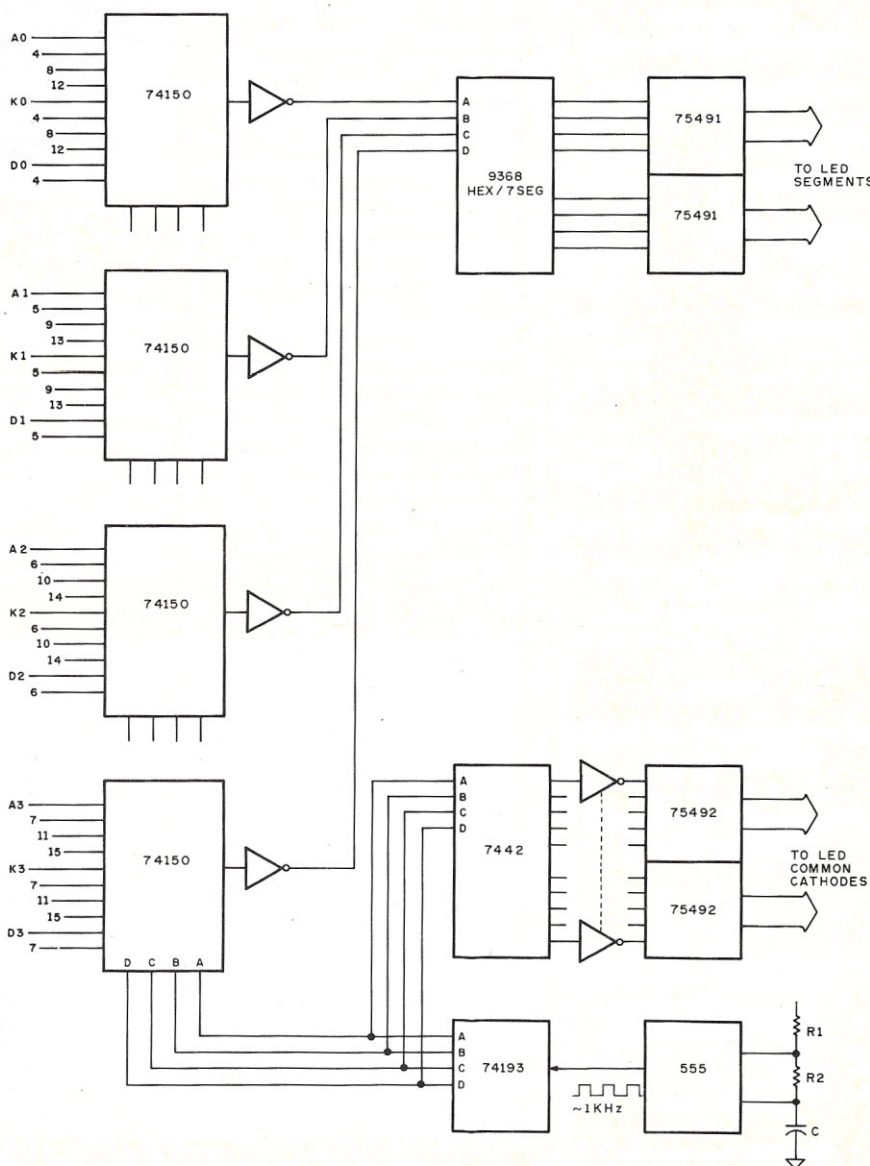 A0
4
8
12
K0
4
8
12
D0
4
74150
A
B
C
D
9368
HEX/7SEG
75491
75491
TO LED
SEGMENTS
A1
5
9
13
K1
5
9
13
D1
5
74150
A2
6
10
14
K2
6
10
14
D2
6
74150
A3
7
11
15
K3
7
11
15
D3
7
74150
D C B A
A
B
C
D
7442
75492
75492
TO LED
COMMON
CATHODES
A
B
C
D
74193
~1KHz
555
R1
R2
C